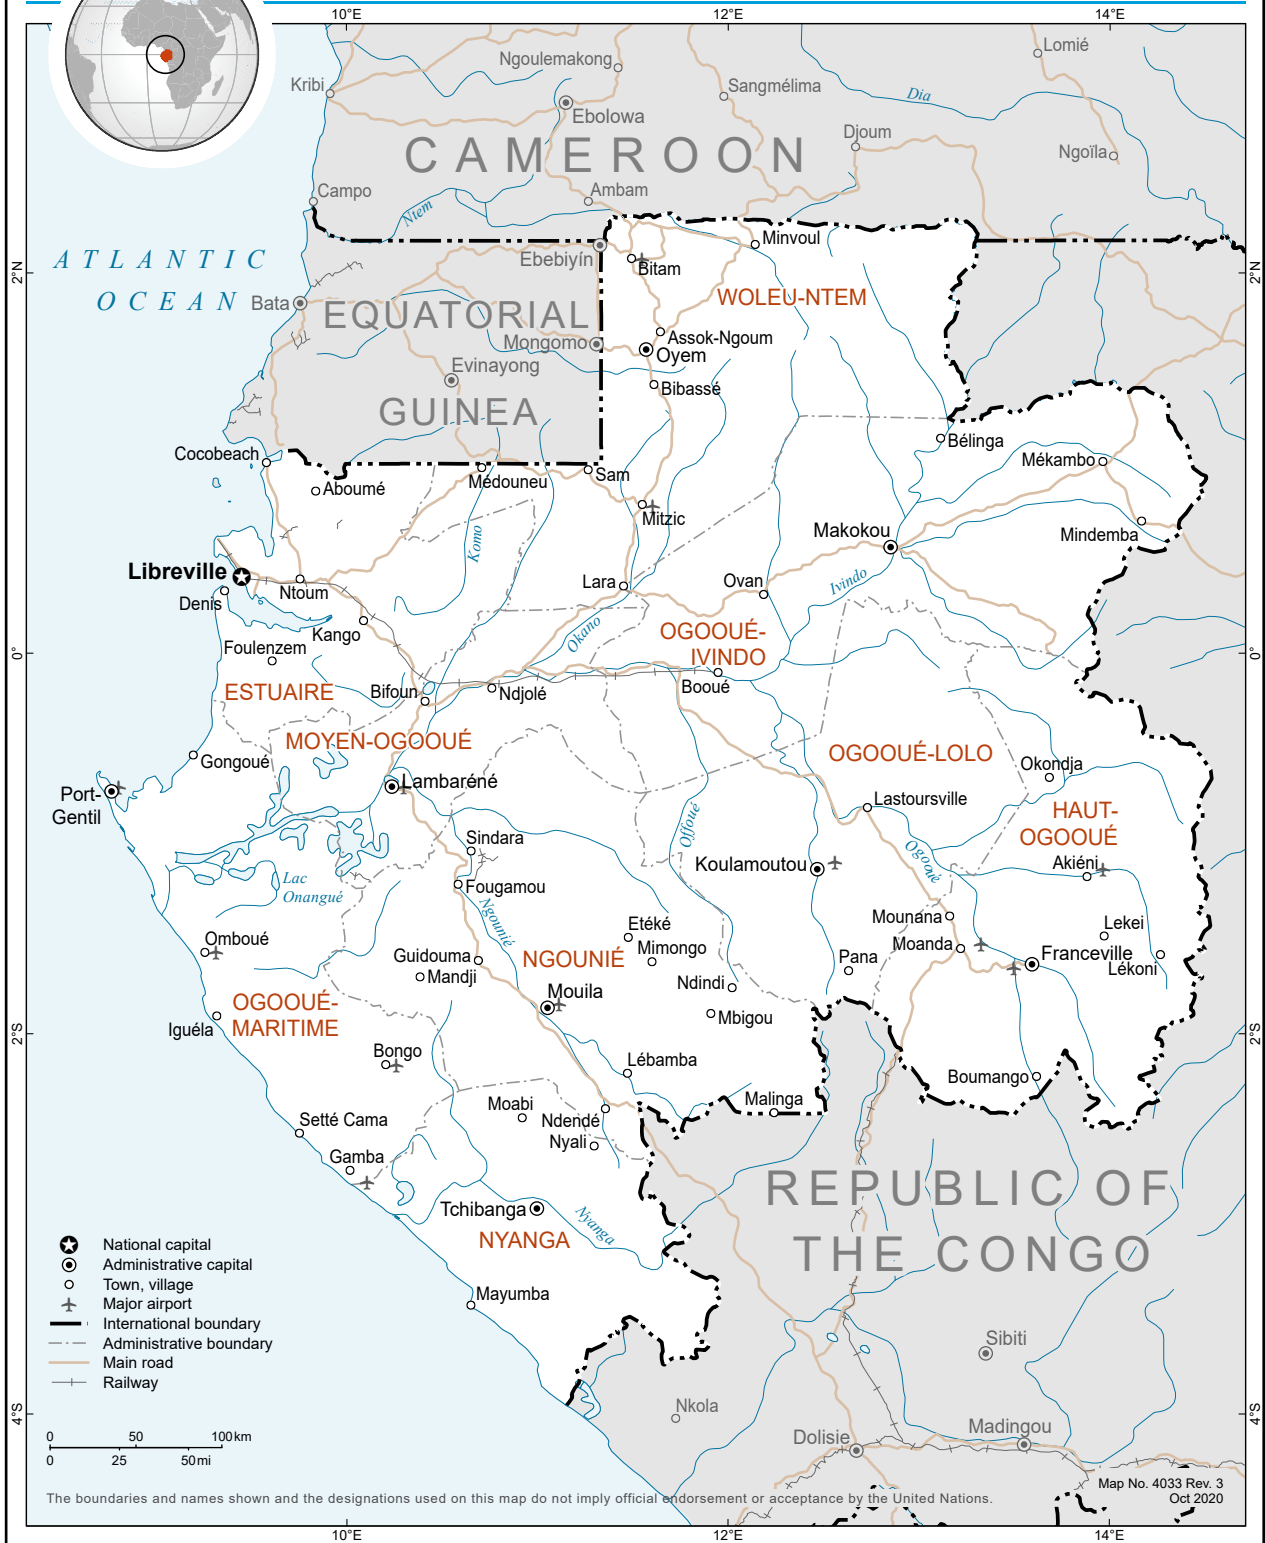 10°E
12°E
14°E
Lomié
Ngoulemakong
Kribi
Sangmélima
Dia
Ebolowa
Djoum
CAMEROON
Ngoïla
Campo
Ambam
Ntem
Minvoul
ATLANTIC
OCEAN
Ebebiyín
Bitam
2°N
2°N
WOLEU-NTEM
Bata
EQUATORIAL
GUINEA
Mongomo
Assok-Ngoum
Oyem
Evinayong
Bibassé
Cocobeach
Bélinga
Mékambo
Aboumé
Médouneu
Sam
Mitzic
Makokou
Mindemba
Komo
Libreville
Ntoum
Denis
Lara
Ovan
Ivindo
Kango
Okano
OGOOUÉ-
IVINDO
Foulenzem
0°
0°
ESTUAIRE
Bifoun
Ndjolé
Booué
MOYEN-OGOOUÉ
OGOOUÉ-LOLO
Gongoué
Okondja
Lambaréné
Port-
Gentil
Lastoursville
HAUT-
OGOOUÉ
Offoué
Sindara
Koulamoutou
Ogooué
Akiéni
Lac
Onangué
Fougamou
Ngounié
Mounana
Lekei
Etéké
Omboué
Moanda
Mimongo
Guidouma
NGOUNIÉ
Franceville
Pana
Lékoni
Mandji
Ndindi
Mouila
OGOOUÉ-
MARITIME
Mbigou
Iguéla
2°S
2°S
Bongo
Lébamba
Boumango
Malinga
Moabi
Setté Cama
Ndendé
Nyali
Gamba
REPUBLIC OF
THE CONGO
Tchibanga
Nyanga
NYANGA
National capital
Administrative capital
Town, village
Major airport
International boundary
Administrative boundary
Main road
Railway
Mayumba
Sibiti
Nkola
4°S
4°S
Madingou
Dolisie
0 50 100 km
0 25 50 mi
Map No. 4033 Rev. 3
Oct 2020
The boundaries and names shown and the designations used on this map do not imply official endorsement or acceptance by the United Nations.
10°E
12°E
14°E